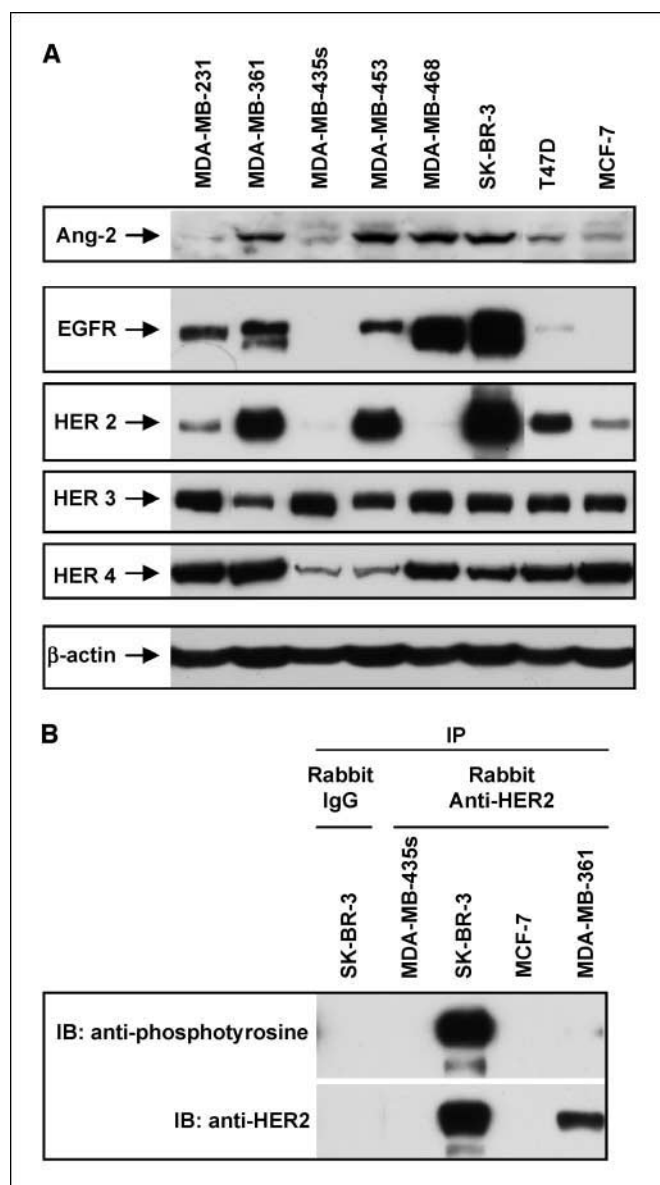 A
MDA-MB-231
MDA-MB-361
MDA-MB-435s
MDA-MB-453
MDA-MB-468
SK-BR-3
T47D
MCF-7
Ang-2
EGFR
HER 2
HER 3
HER 4
β-actin
B
IP
Rabbit
IgG
Rabbit
Anti-HER2
SK-BR-3
MDA-MB-435s
SK-BR-3
MCF-7
MDA-MB-361
IB: anti-phosphotyrosine
IB: anti-HER2